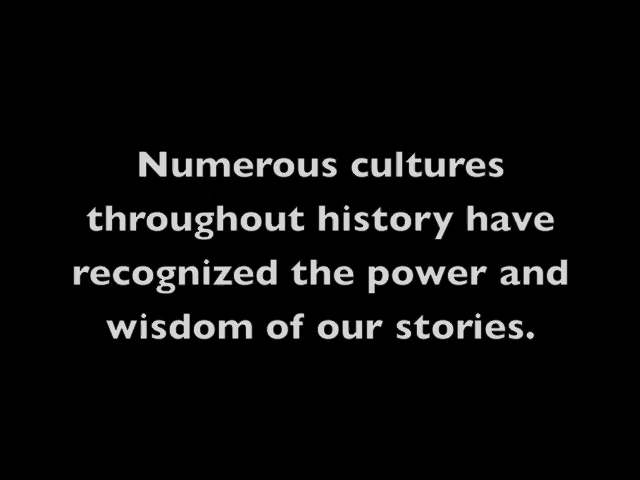 Numerous cultures
throughout history have
recognized the power and
wisdom of our stories.